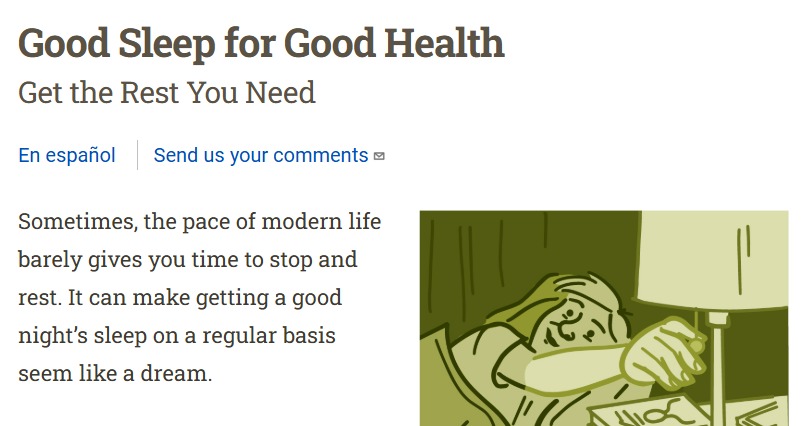 Good Sleep for Good Health
Get the Rest You Need
En español
Send us your comments
Sometimes, the pace of modern life
barely gives you time to stop and
rest. It can make getting a good
night’s sleep on a regular basis
seem like a dream.